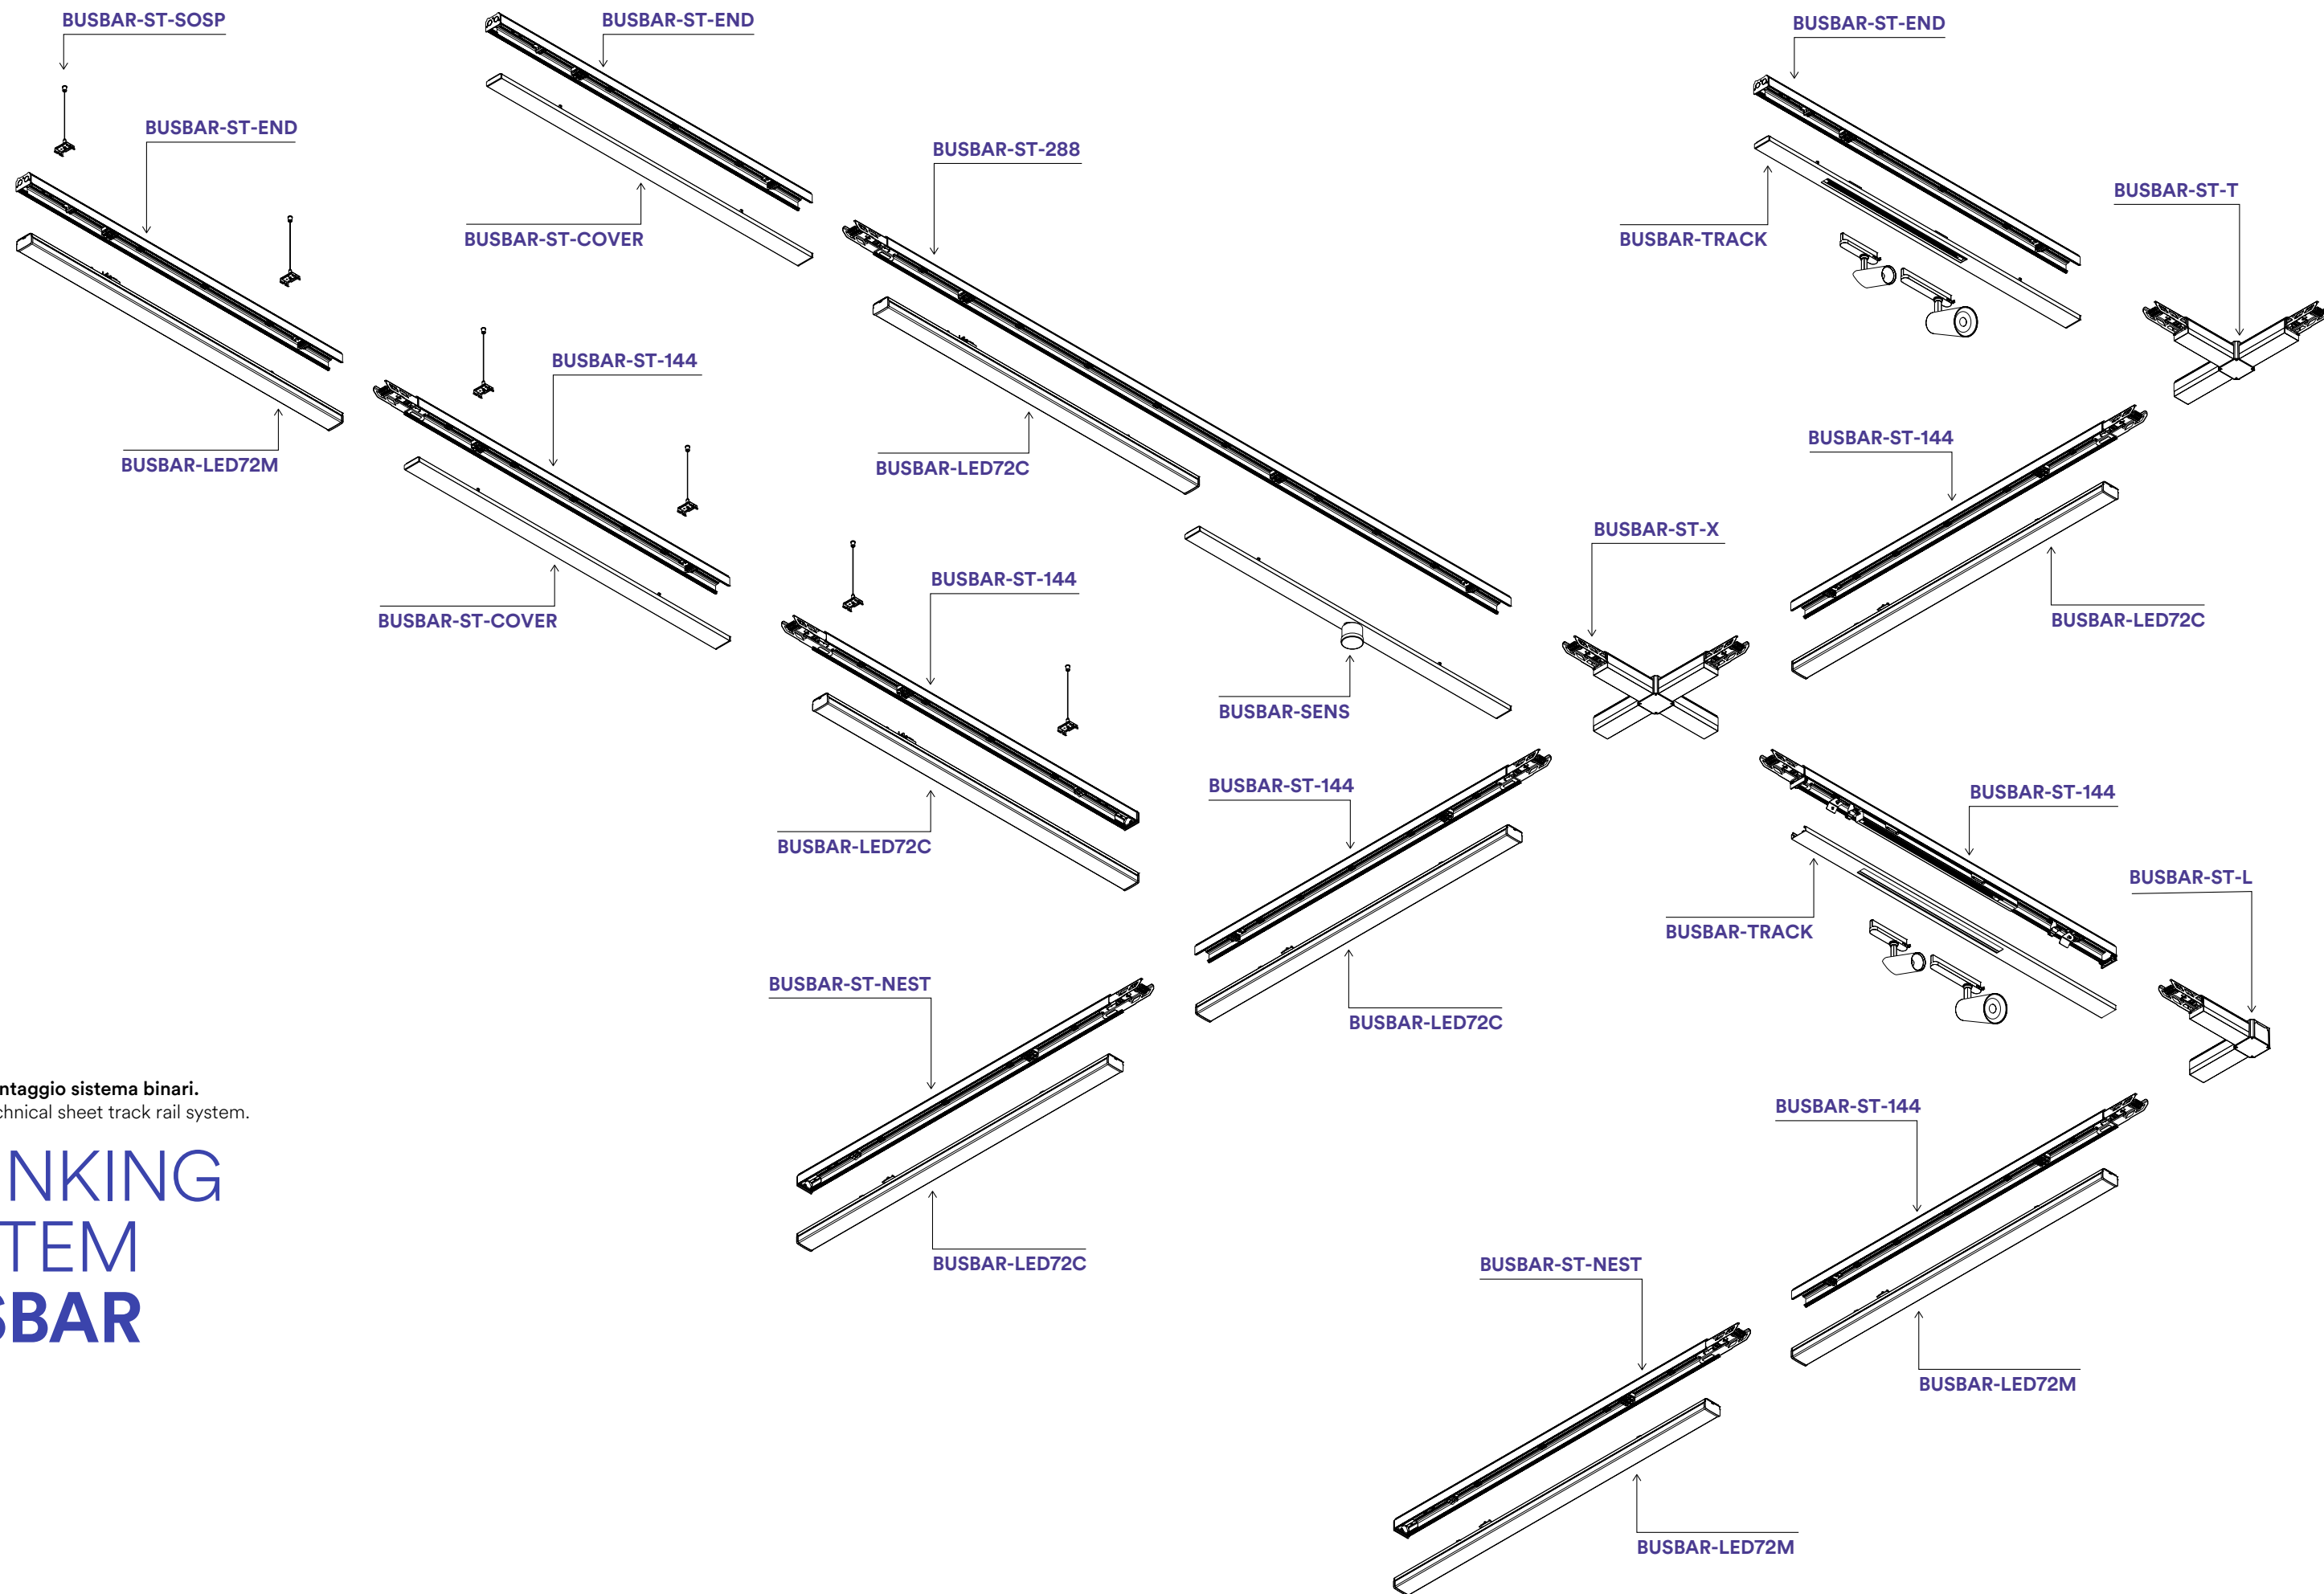 BUSBAR-ST-SOSP
BUSBAR-ST-END
BUSBAR-ST-END
BUSBAR-ST-END
BUSBAR-ST-288
BUSBAR-ST-T
BUSBAR-ST-COVER
BUSBAR-TRACK
BUSBAR-ST-144
BUSBAR-ST-144
BUSBAR-LED72M
BUSBAR-LED72C
BUSBAR-ST-X
BUSBAR-ST-144
BUSBAR-ST-COVER
BUSBAR-LED72C
BUSBAR-SENS
BUSBAR-ST-144
BUSBAR-ST-144
BUSBAR-LED72C
BUSBAR-ST-L
BUSBAR-TRACK
BUSBAR-ST-NEST
BUSBAR-LED72C
ntaggio sistema binari.
chnical sheet track rail system.
BUSBAR-ST-144
NKING
TEM
SBAR
BUSBAR-LED72C
BUSBAR-ST-NEST
BUSBAR-LED72M
BUSBAR-LED72M